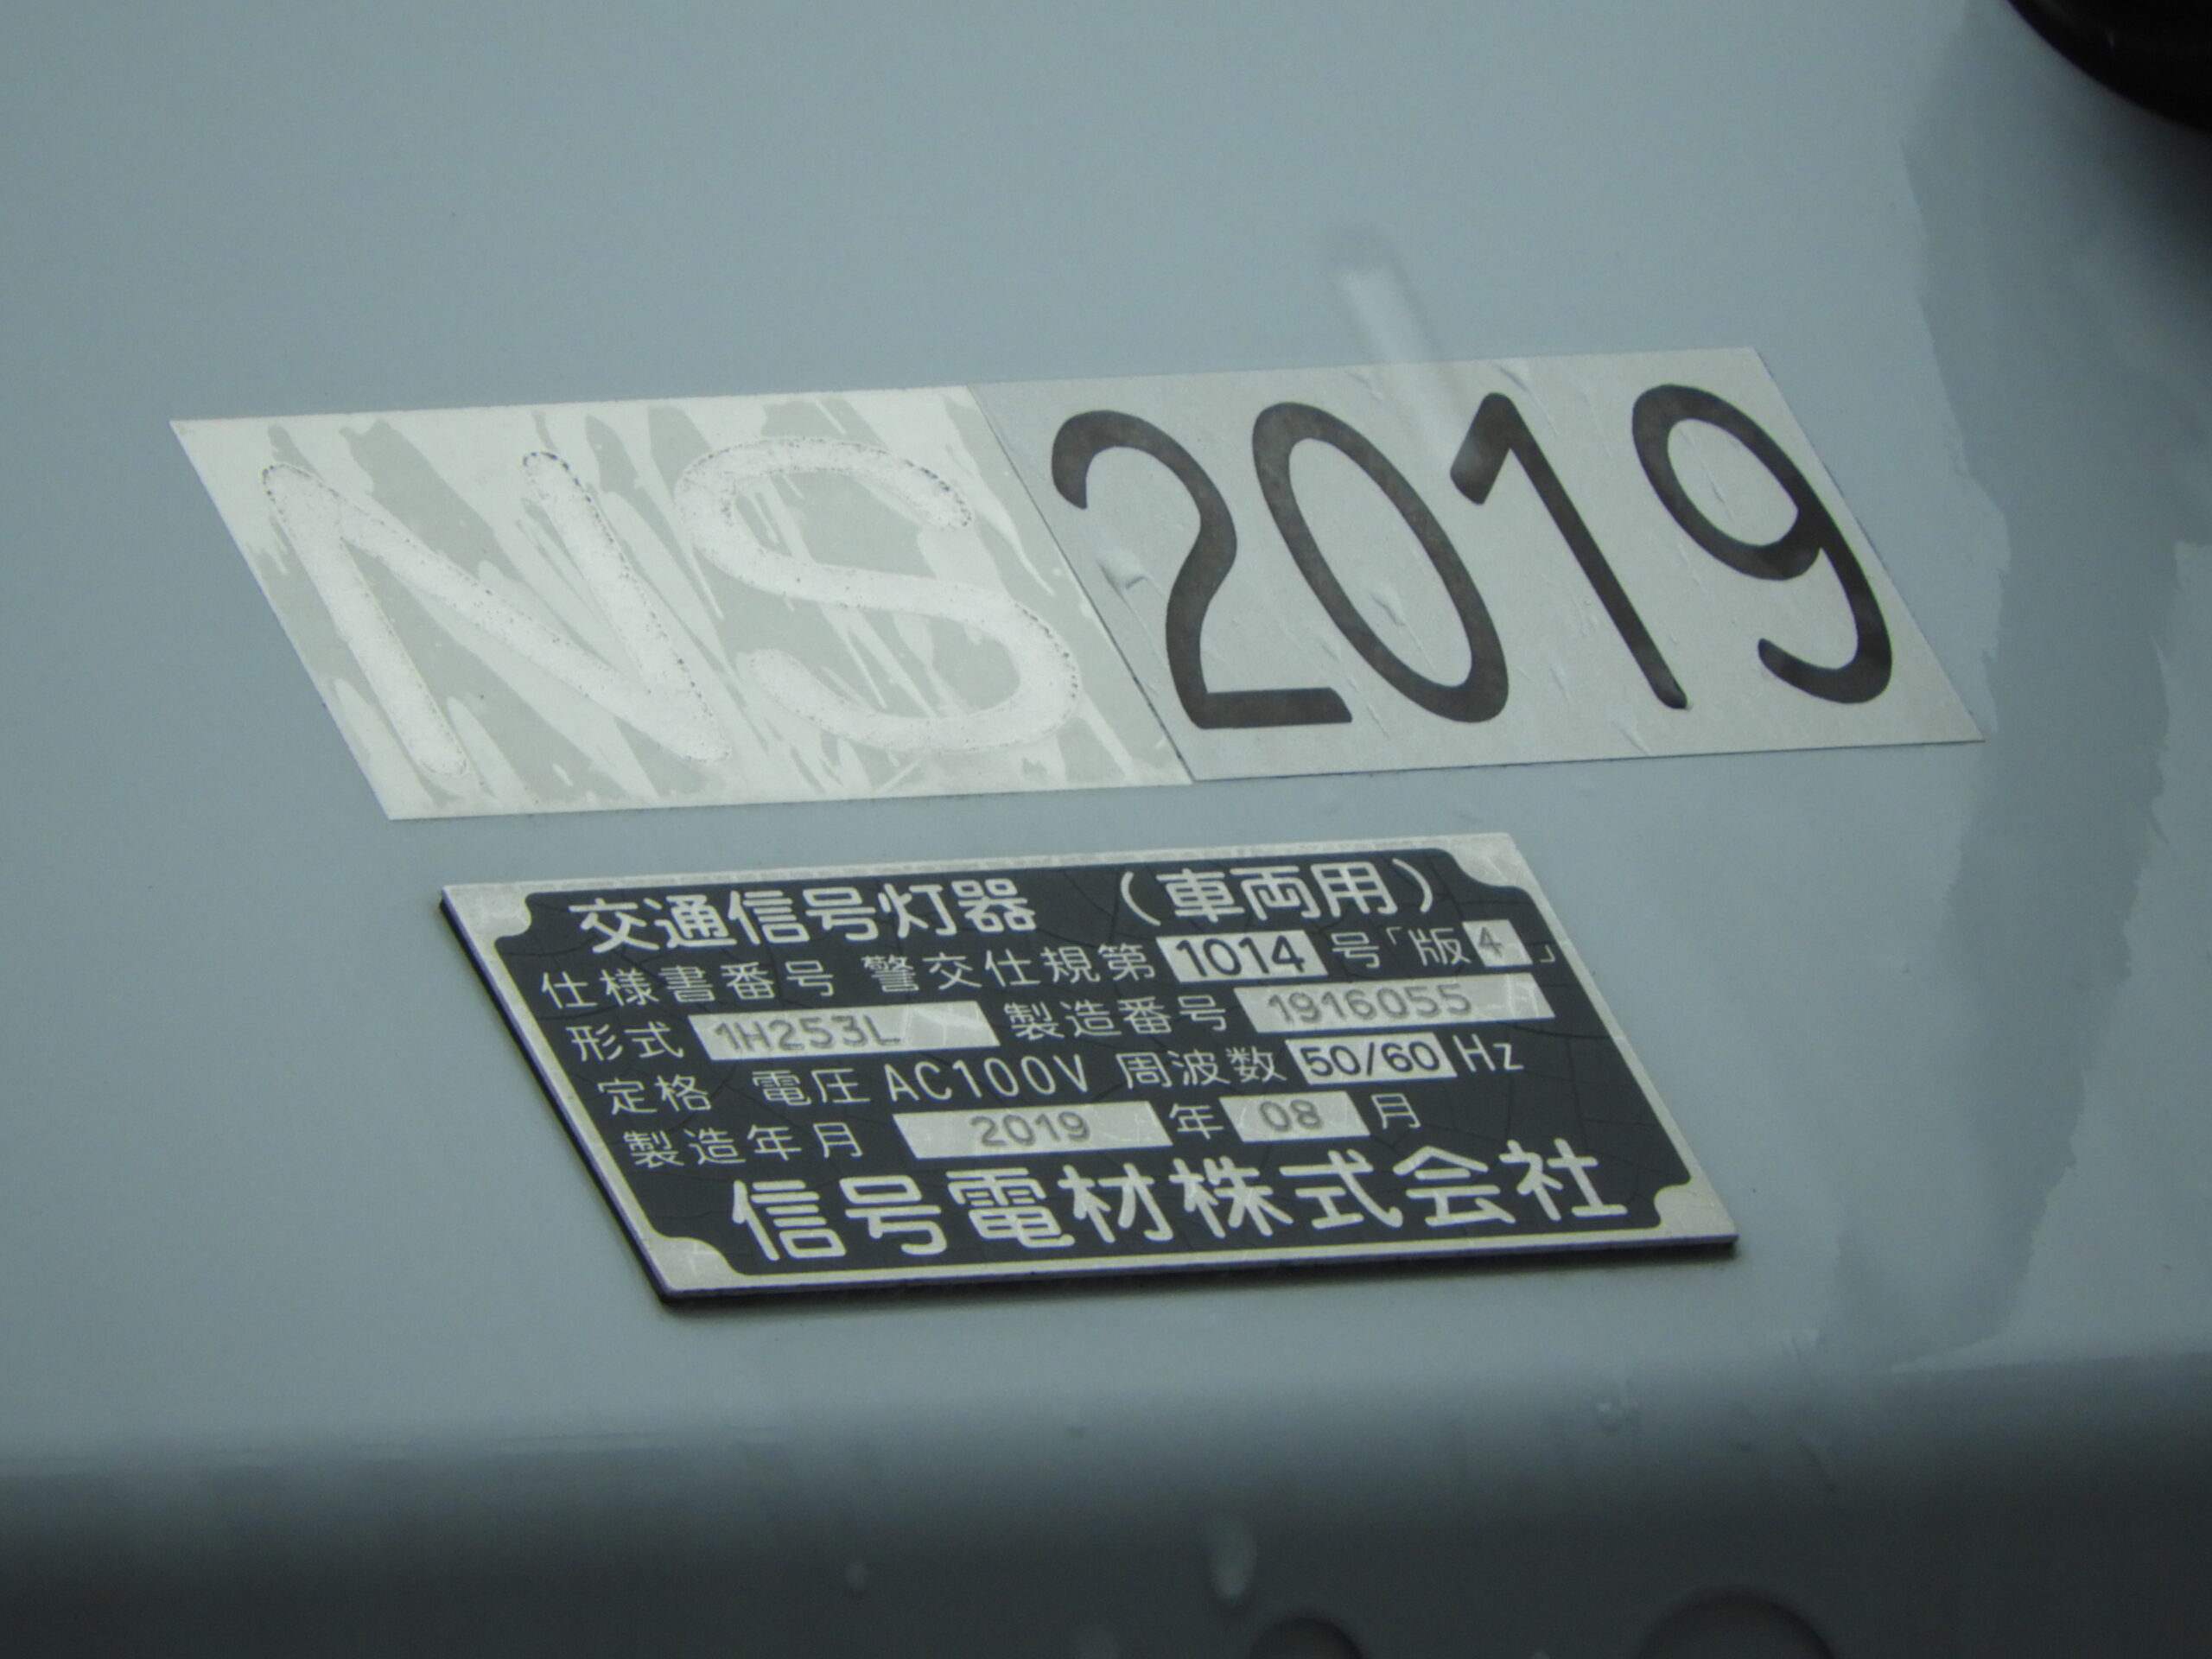 NS 2019
交通信号灯器 （車両用）
仕様書番号 警交仕規第 1014 号「版 4」
形式 1H253L 製造番号 1916055
定格 電圧 AC100V 周波数 50/60 Hz
製造年月 2019 年 08 月
信号電材株式会社